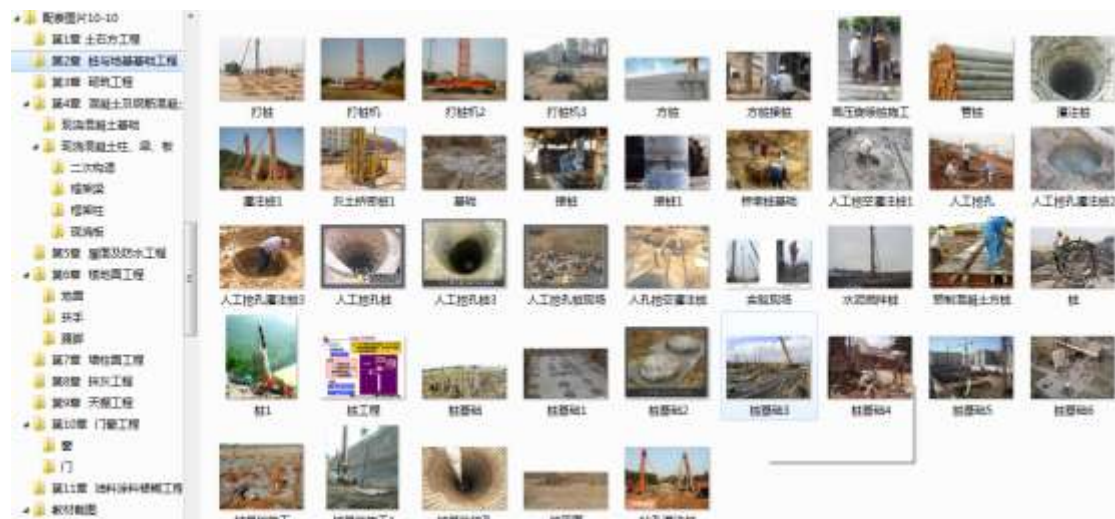 配套图片10-10
第1章 土石方工程
第2章 桩与地基基础工程
第3章 砌筑工程
第4章 混凝土及钢筋混凝土
现浇混凝土基础
现浇混凝土柱、梁、板
二次构造
框架梁
框架柱
现浇板
第5章 屋面及防水工程
第6章 楼地面工程
地面
扶手
踢脚
第7章 墙柱面工程
第8章 抹灰工程
第9章 天棚工程
第10章 门窗工程
窗
门
第11章 油料涂料裱糊工程
教材截图
打桩 打桩机 打桩机2 打桩机3 方桩 方桩接桩 高压旋喷桩施工 管桩 灌注桩
灌注桩1 灰土挤密桩1 基础 接桩 接桩1 桥梁桩基础 人工挖空灌注桩1 人工挖孔 人工挖孔灌注桩2
人工挖孔灌注桩3 人工挖孔桩 人工挖孔桩3 人工挖孔桩现场 人孔挖空灌注桩 水泥搅拌桩 预制混凝土方桩 桩
桩1 桩工程 桩基础 桩基础1 桩基础2 桩基础3 桩基础4 桩基础5 桩基础6